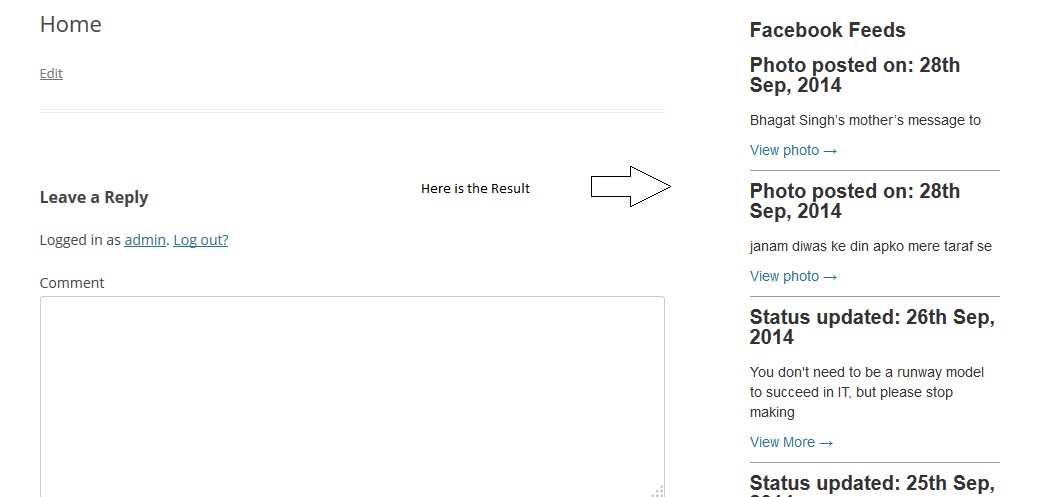 Home
Edit
Leave a Reply
Here is the Result
Logged in as admin. Log out?
Comment
Facebook Feeds
Photo posted on: 28th
Sep, 2014
Bhagat Singh’s mother’s message to
View photo →
Photo posted on: 28th
Sep, 2014
janam diwas ke din apko mere taraf se
View photo →
Status updated: 26th Sep,
2014
You don't need to be a runway model
to succeed in IT, but please stop
making
View More →
Status updated: 25th Sep,
2014